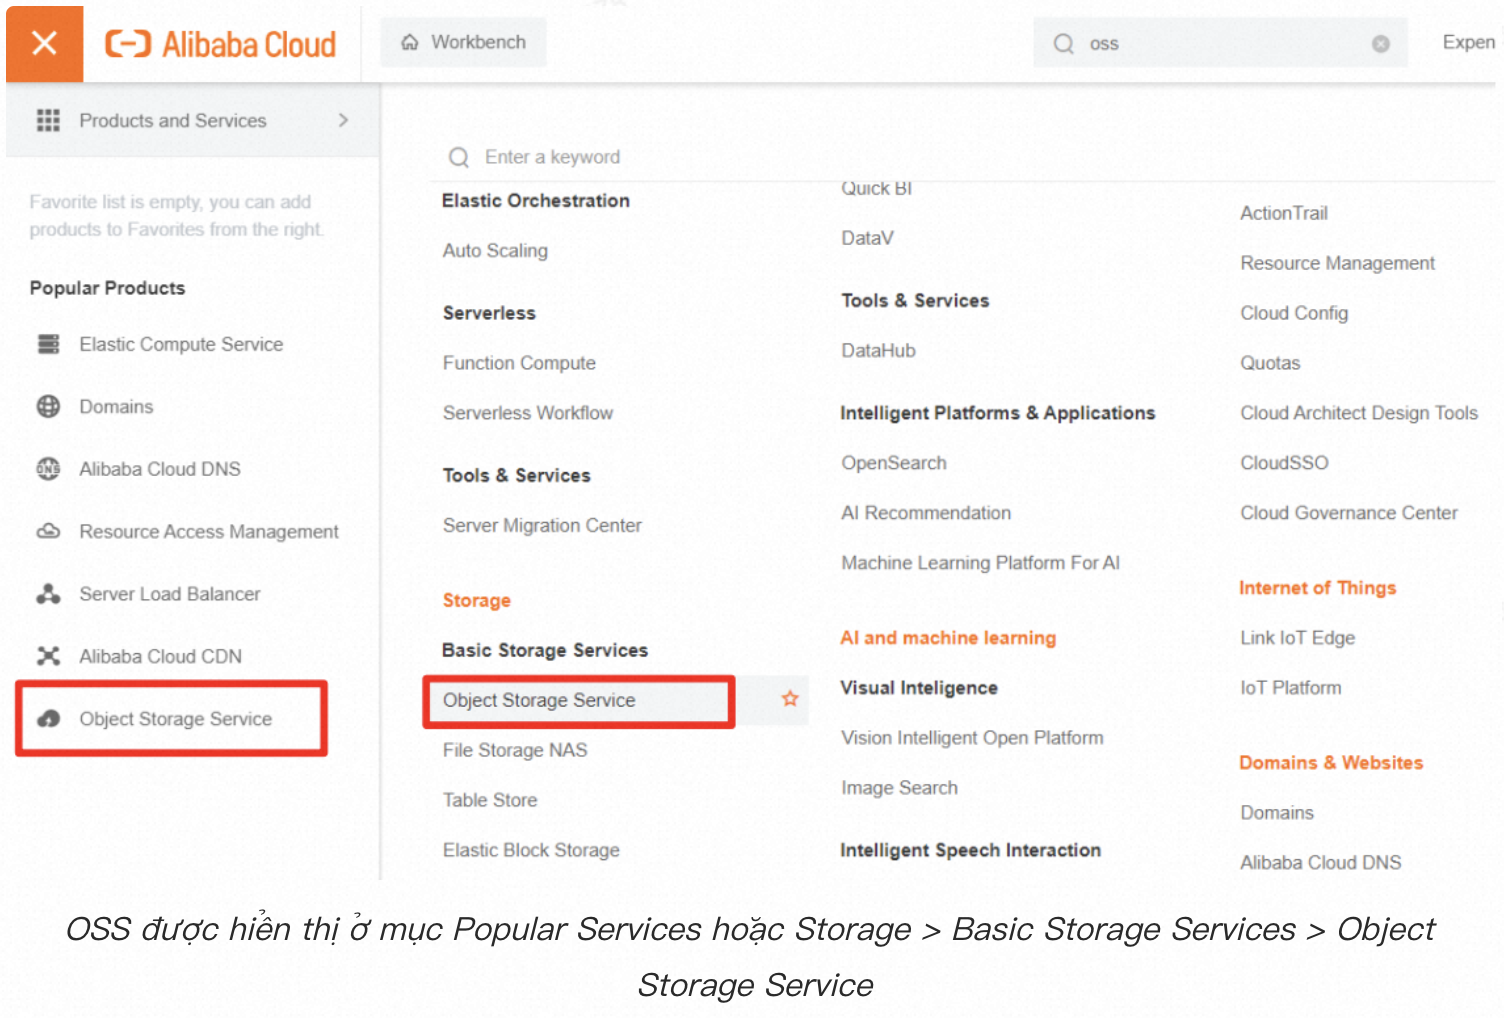 Alibaba Cloud
Workbench
oss
Expen
Products and Services
Enter a keyword
Favorite list is empty, you can add
products to Favorites from the right.
Popular Products
Elastic Compute Service
Domains
Alibaba Cloud DNS
Resource Access Management
Server Load Balancer
Alibaba Cloud CDN
Object Storage Service
Elastic Orchestration
Auto Scaling
Serverless
Function Compute
Serverless Workflow
Tools & Services
Server Migration Center
Storage
Basic Storage Services
Object Storage Service
File Storage NAS
Table Store
Elastic Block Storage
Quick BI
DataV
Tools & Services
DataHub
Intelligent Platforms & Applications
OpenSearch
AI Recommendation
Machine Learning Platform For AI
AI and machine learning
Visual Inteligence
Vision Intelligent Open Platform
Image Search
Intelligent Speech Interaction
ActionTrail
Resource Management
Cloud Config
Quotas
Cloud Architect Design Tools
CloudSSO
Cloud Governance Center
Internet of Things
Link IoT Edge
IoT Platform
Domains & Websites
Domains
Alibaba Cloud DNS
OSS được hiển thị ở mục Popular Services hoặc Storage > Basic Storage Services > Object
Storage Service